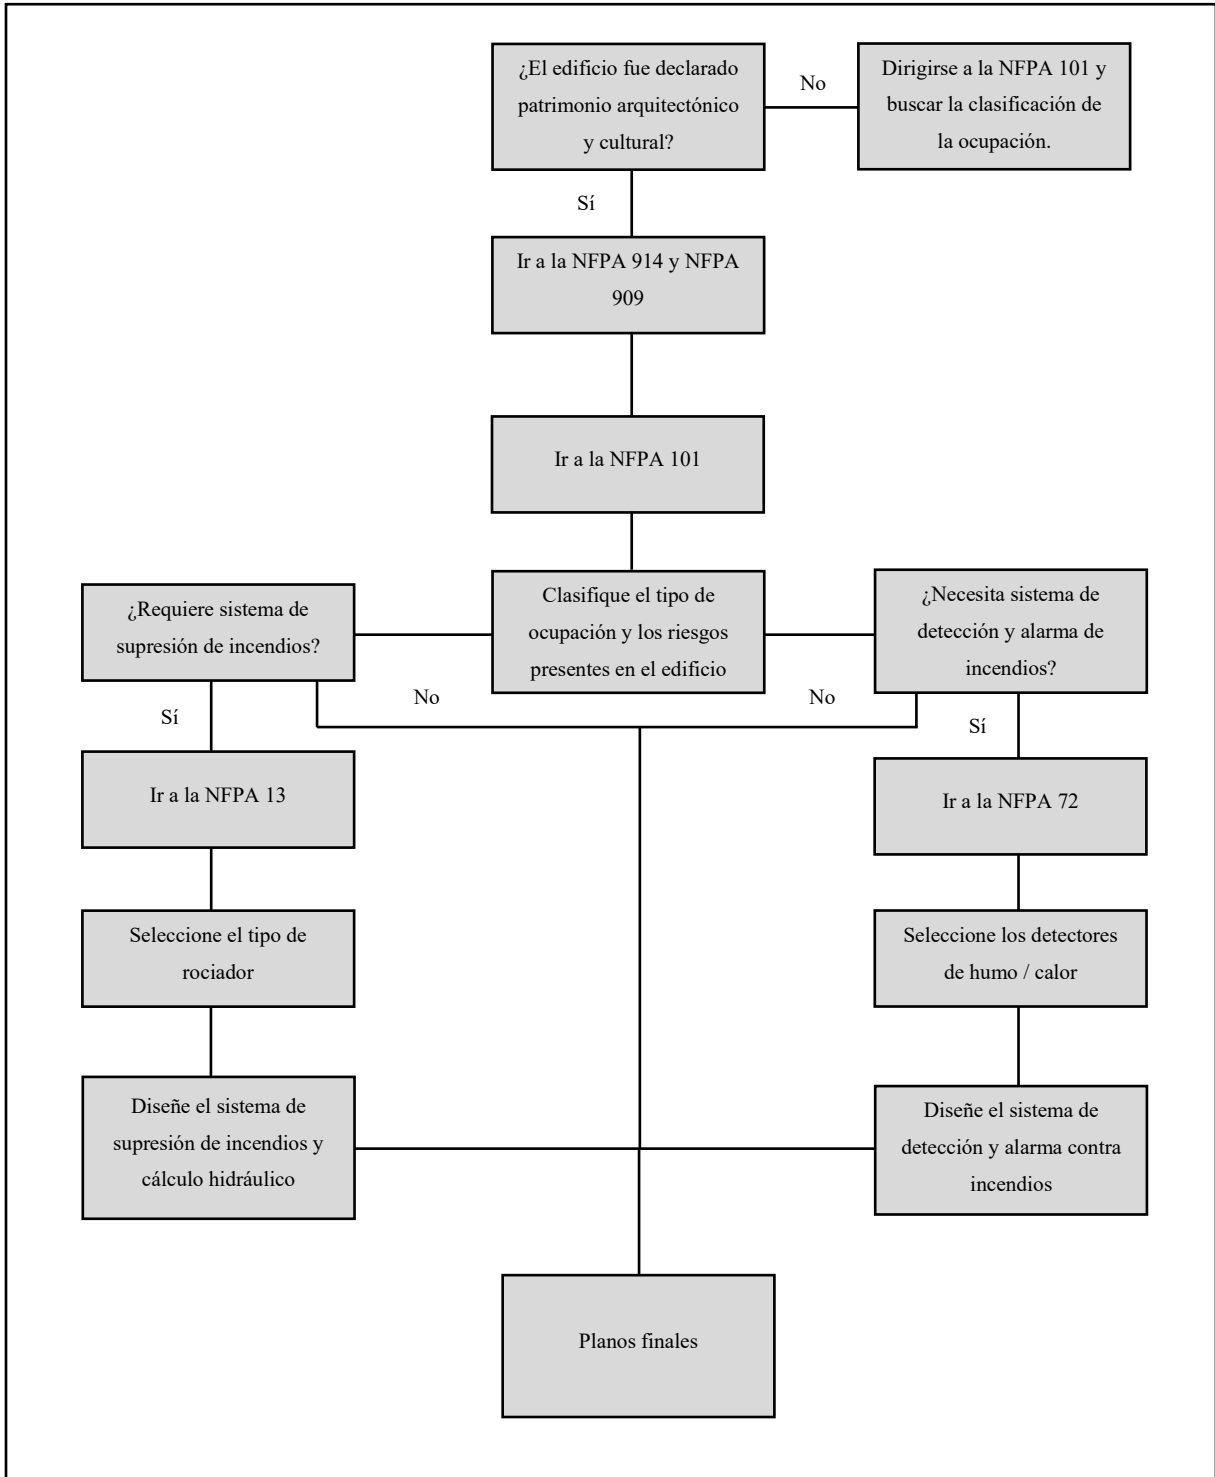 ¿El edificio fue declarado
patrimonio arquitectónico
y cultural?
No
Dirigirse a la NFPA 101 y
buscar la clasificación de
la ocupación.
Sí
Ir a la NFPA 914 y NFPA
909
Ir a la NFPA 101
¿Requiere sistema de
supresión de incendios?
Clasifique el tipo de
ocupación y los riesgos
presentes en el edificio
¿Necesita sistema de
detección y alarma de
incendios?
No
No
Sí
Sí
Ir a la NFPA 13
Ir a la NFPA 72
Seleccione el tipo de
rociador
Seleccione los detectores
de humo / calor
Diseñe el sistema de
supresión de incendios y
cálculo hidráulico
Diseñe el sistema de
detección y alarma contra
incendios
Planos finales